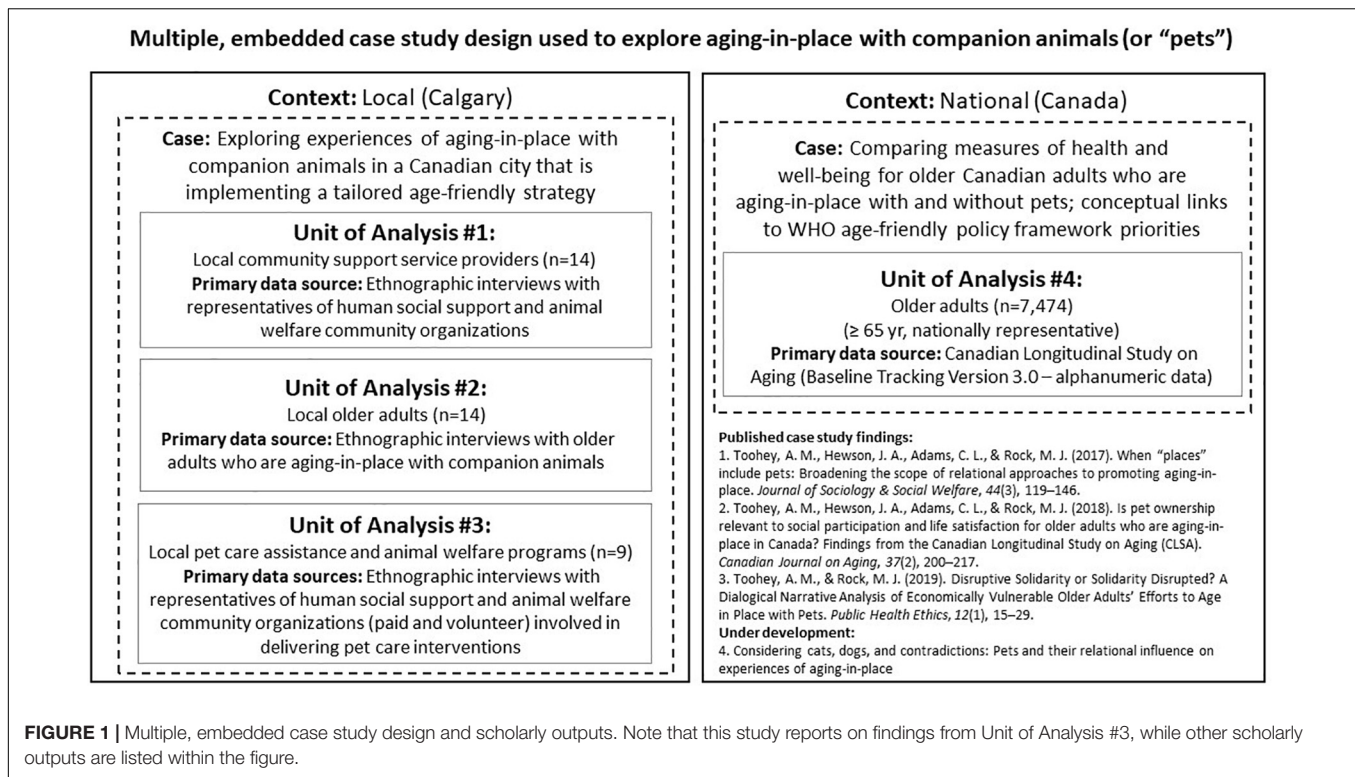 Multiple, embedded case study design used to explore aging-in-place with companion animals (or “pets”)
Context: Local (Calgary)
Case: Exploring experiences of aging-in-place with
companion animals in a Canadian city that is
implementing a tailored age-friendly strategy
Unit of Analysis #1:
Local community support service providers (n=14)
Primary data source: Ethnographic interviews with
representatives of human social support and animal
welfare community organizations
Unit of Analysis #2:
Local older adults (n=14)
Primary data source: Ethnographic interviews with older
adults who are aging-in-place with companion animals
Unit of Analysis #3:
Local pet care assistance and animal welfare programs (n=9)
Primary data sources: Ethnographic interviews with
representatives of human social support and animal welfare
community organizations (paid and volunteer) involved in
delivering pet care interventions
Context: National (Canada)
Case: Comparing measures of health and
well-being for older Canadian adults who are
aging-in-place with and without pets; conceptual links
to WHO age-friendly policy framework priorities
Unit of Analysis #4:
Older adults (n=7,474)
(≥ 65 yr, nationally representative)
Primary data source: Canadian Longitudinal Study on
Aging (Baseline Tracking Version 3.0 – alphanumeric data)
Published case study findings:
1. Toohey, A. M., Hewson, J. A., Adams, C. L., & Rock, M. J. (2017). When “places”
include pets: Broadening the scope of relational approaches to promoting aging-in-
place. Journal of Sociology & Social Welfare, 44(3), 119–146.
2. Toohey, A. M., Hewson, J. A., Adams, C. L., & Rock, M. J. (2018). Is pet ownership
relevant to social participation and life satisfaction for older adults who are aging-in-
place in Canada? Findings from the Canadian Longitudinal Study on Aging (CLSA).
Canadian Journal on Aging, 37(2), 200–217.
3. Toohey, A. M., & Rock, M. J. (2019). Disruptive Solidarity or Solidarity Disrupted? A
Dialogical Narrative Analysis of Economically Vulnerable Older Adults’ Efforts to Age
in Place with Pets. Public Health Ethics, 12(1), 15–29.
Under development:
4. Considering cats, dogs, and contradictions: Pets and their relational influence on
experiences of aging-in-place
FIGURE 1 | Multiple, embedded case study design and scholarly outputs. Note that this study reports on findings from Unit of Analysis #3, while other scholarly
outputs are listed within the figure.